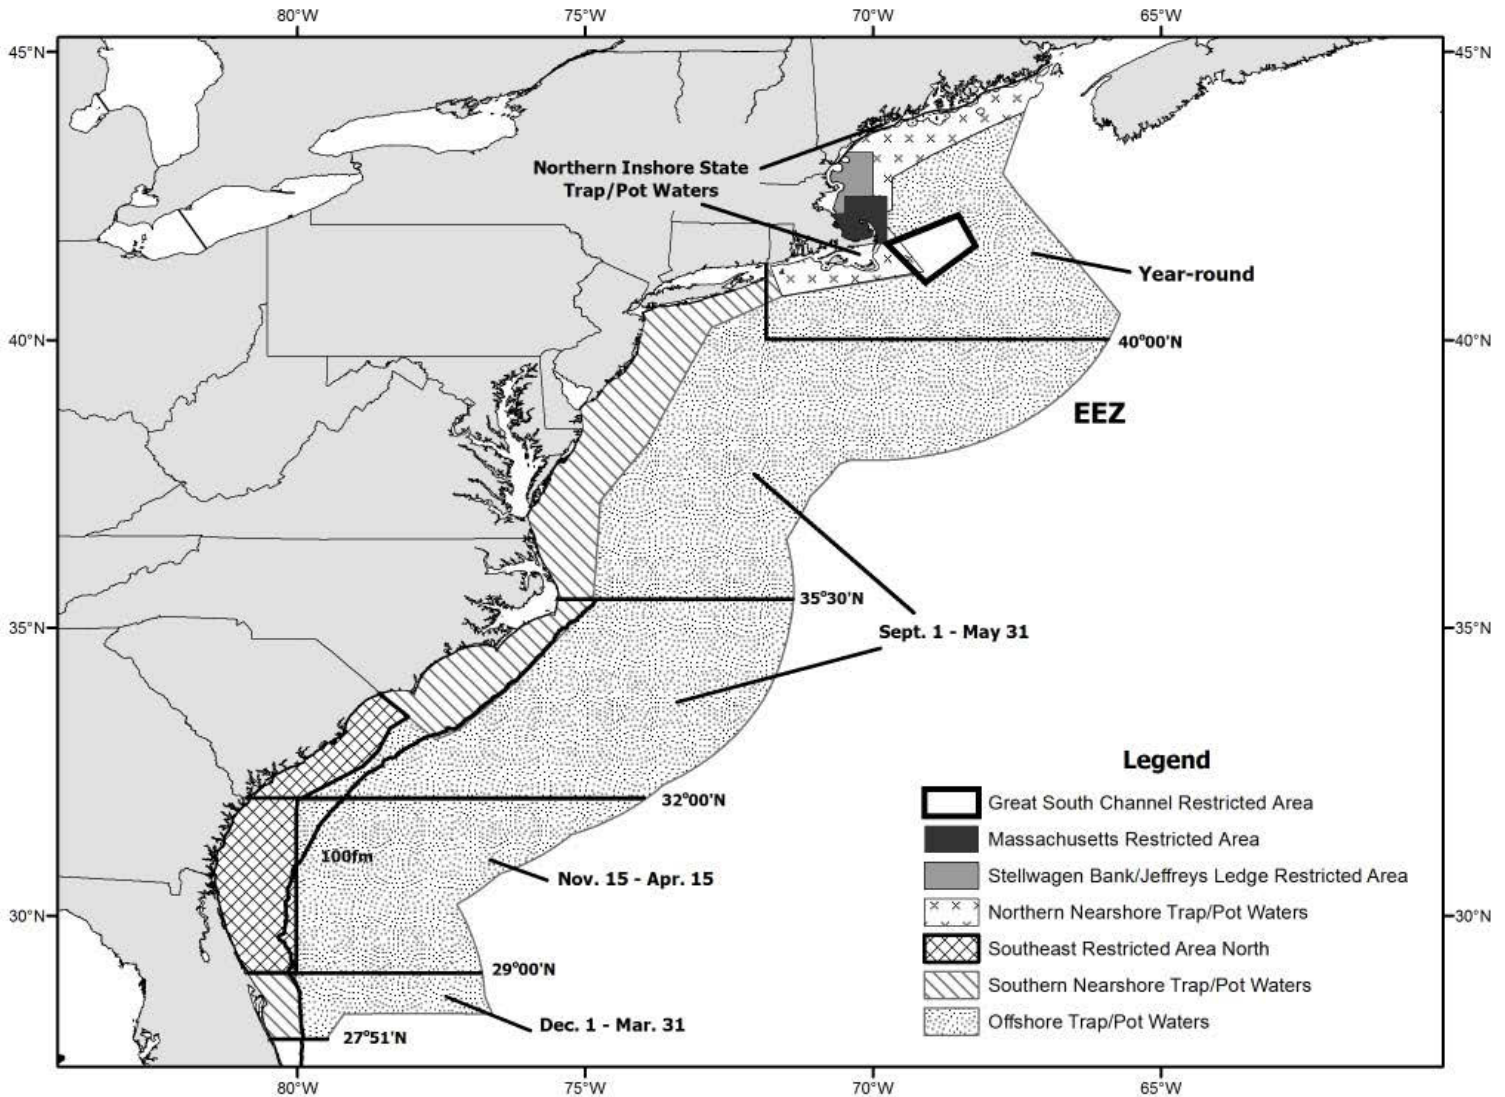 80°W 75°W 70°W 65°W
45°N 45°N
Northern Inshore State
Trap/Pot Waters
Year-round
40°N 40°00'N 40°N
EEZ
35°30'N
35°N Sept. 1 - May 31 35°N
Legend
32°00'N Great South Channel Restricted Area
Massachusetts Restricted Area
100fm
Nov. 15 - Apr. 15 Stellwagen Bank/Jeffreys Ledge Restricted Area
30°N Northern Nearshore Trap/Pot Waters 30°N
Southeast Restricted Area North
29°00'N
Southern Nearshore Trap/Pot Waters
Dec. 1 - Mar. 31 Offshore Trap/Pot Waters
27°51'N
80°W 75°W 70°W 65°W